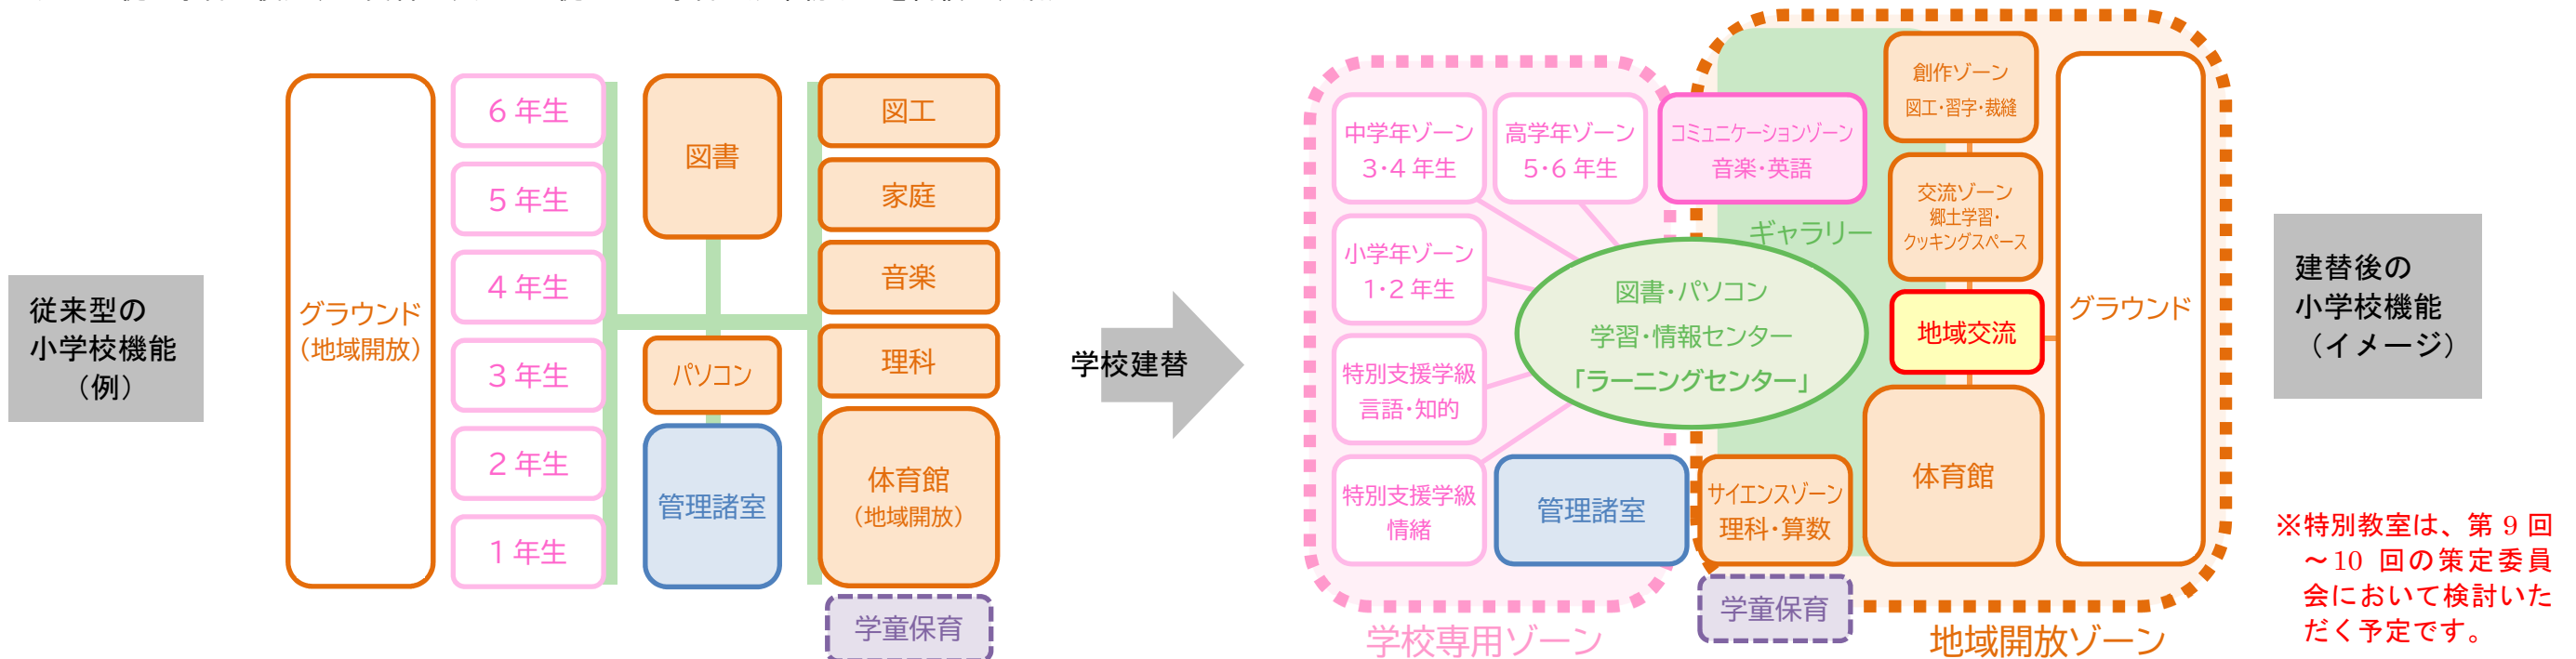 従来型の
小学校機能
（例）
グラウンド
（地域開放）
6 年生
5 年生
4 年生
3 年生
2 年生
1 年生
図書
パソコン
管理諸室
図工
家庭
音楽
理科
体育館
（地域開放）
学童保育
学校建替
中学年ゾーン
3・4 年生
高学年ゾーン
5・6 年生
コミュニケーションゾーン
音楽・英語
小学年ゾーン
1・2 年生
特別支援学級
言語・知的
特別支援学級
情緒
管理諸室
図書・パソコン
学習・情報センター
「ラーニングセンター」
ギャラリー
サイエンスゾーン
理科・算数
学童保育
創作ゾーン
図工・習字・裁縫
交流ゾーン
郷土学習・
クッキングスペース
地域交流
体育館
グラウンド
学校専用ゾーン
地域開放ゾーン
建替後の
小学校機能
（イメージ）
※特別教室は、第 9 回
～10 回の策定委員
会において検討いた
だく予定です。